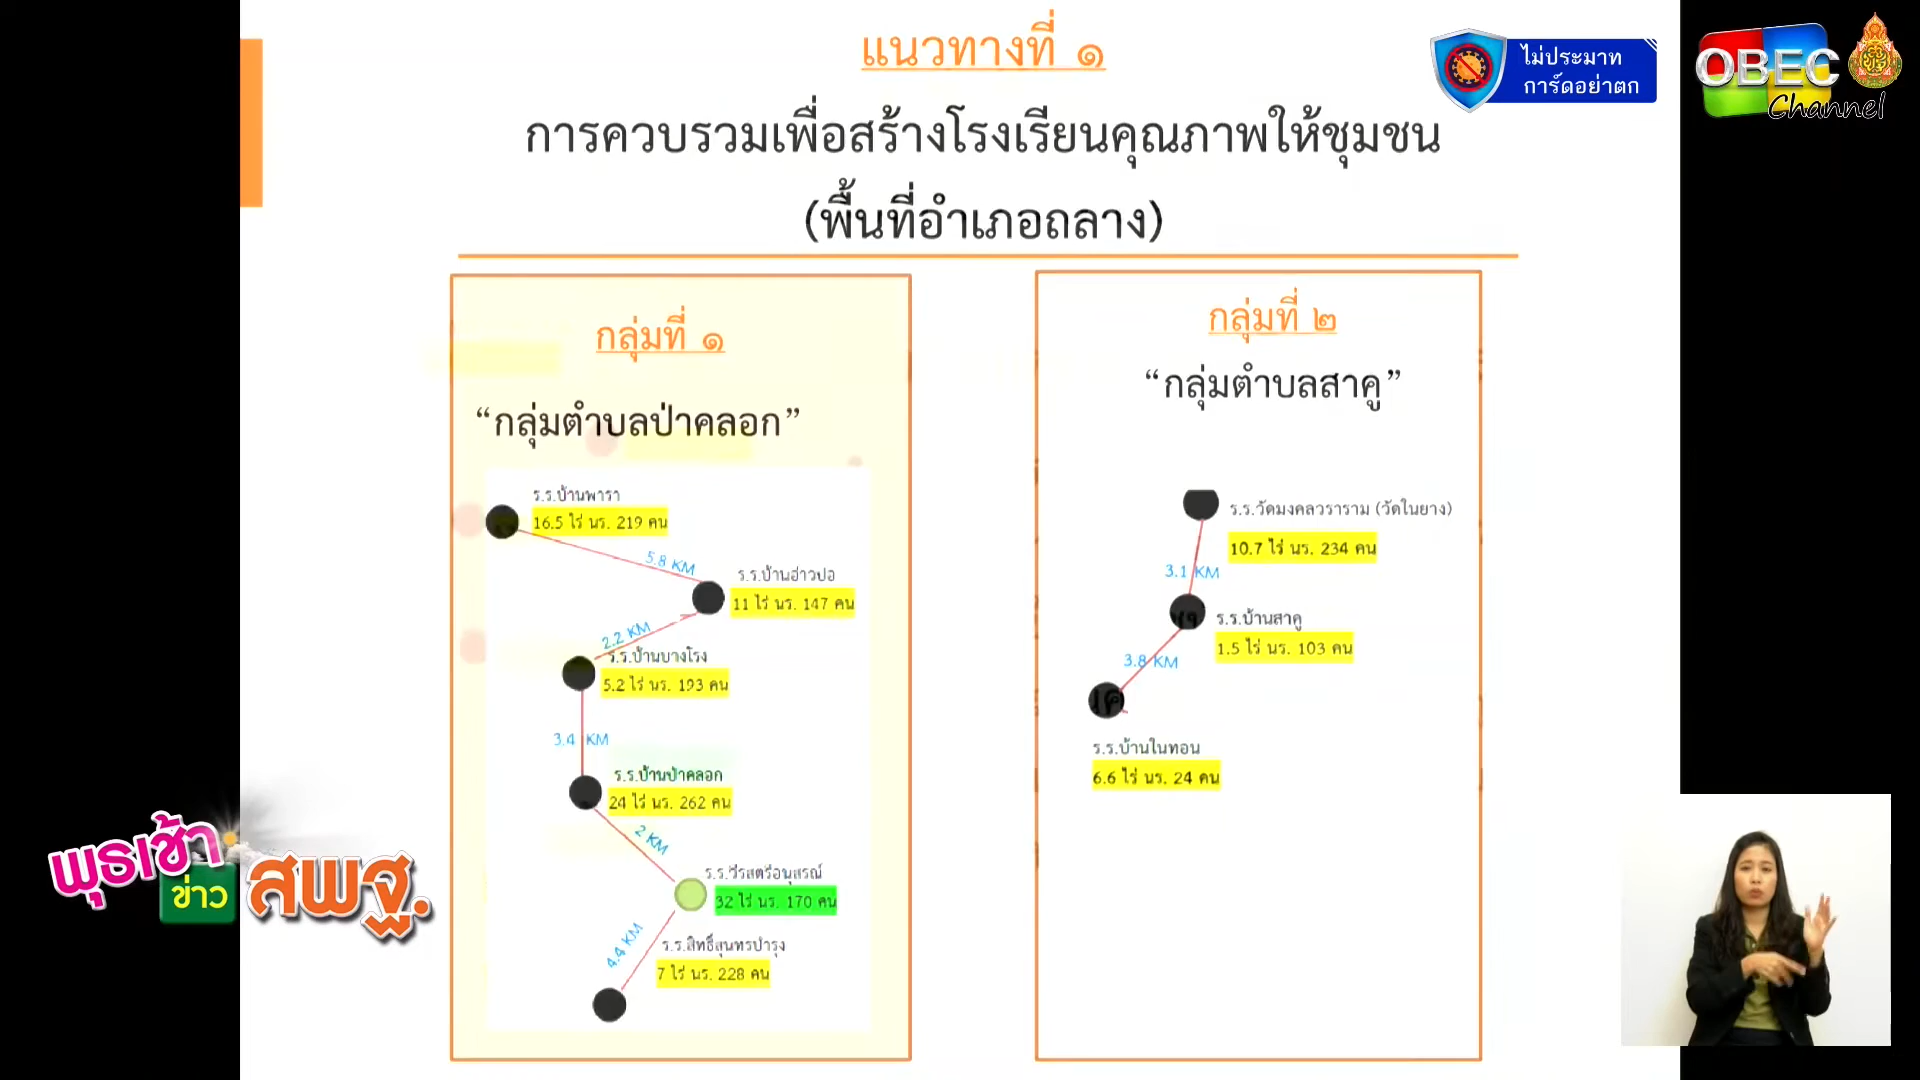 แนวทางที่ ๑
ไม่ประมาท
การ์ดอย่าตก
OBEC
Channel
การควบรวมเพื่อสร้างโรงเรียนคุณภาพให้ชุมชน
(พื้นที่อำเภอถลาง)
กลุ่มที่ ๑
“กลุ่มตำบลป่าคลอก”
ร.ร.บ้านพารา
16.5 ไร่ นร. 219 คน
5.8 KM
ร.ร.บ้านอ่าวปอ
11 ไร่ นร. 147 คน
2.2 KM
ร.ร.บ้านบางโรง
5.2 ไร่ นร. 193 คน
3.4 KM
ร.ร.บ้านป่าคลอก
24 ไร่ นร. 262 คน
2 KM
ร.ร.วีรสตรีอนุสรณ์
32 ไร่ นร. 170 คน
4.4 KM
ร.ร.สิทธิ์สุนทรบำรุง
7 ไร่ นร. 228 คน
กลุ่มที่ ๒
“กลุ่มตำบลสาคู”
ร.ร.วัดมงคลวราราม (วัดในยาง)
10.7 ไร่ นร. 234 คน
3.1 KM
ร.ร.บ้านสาคู
1.5 ไร่ นร. 103 คน
3.8 KM
ร.ร.บ้านในทอน
6.6 ไร่ นร. 24 คน
พุธเช้า
ข่าว
สพฐ.